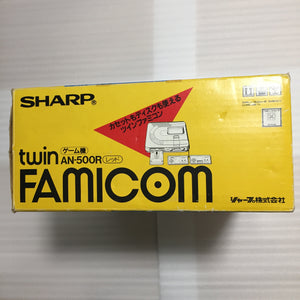 SHARP®
カセットもディスクも使える
ツインファミコン
twin
ゲーム機
AN-500R(レッド)
FAMICOM
シャープ株式会社